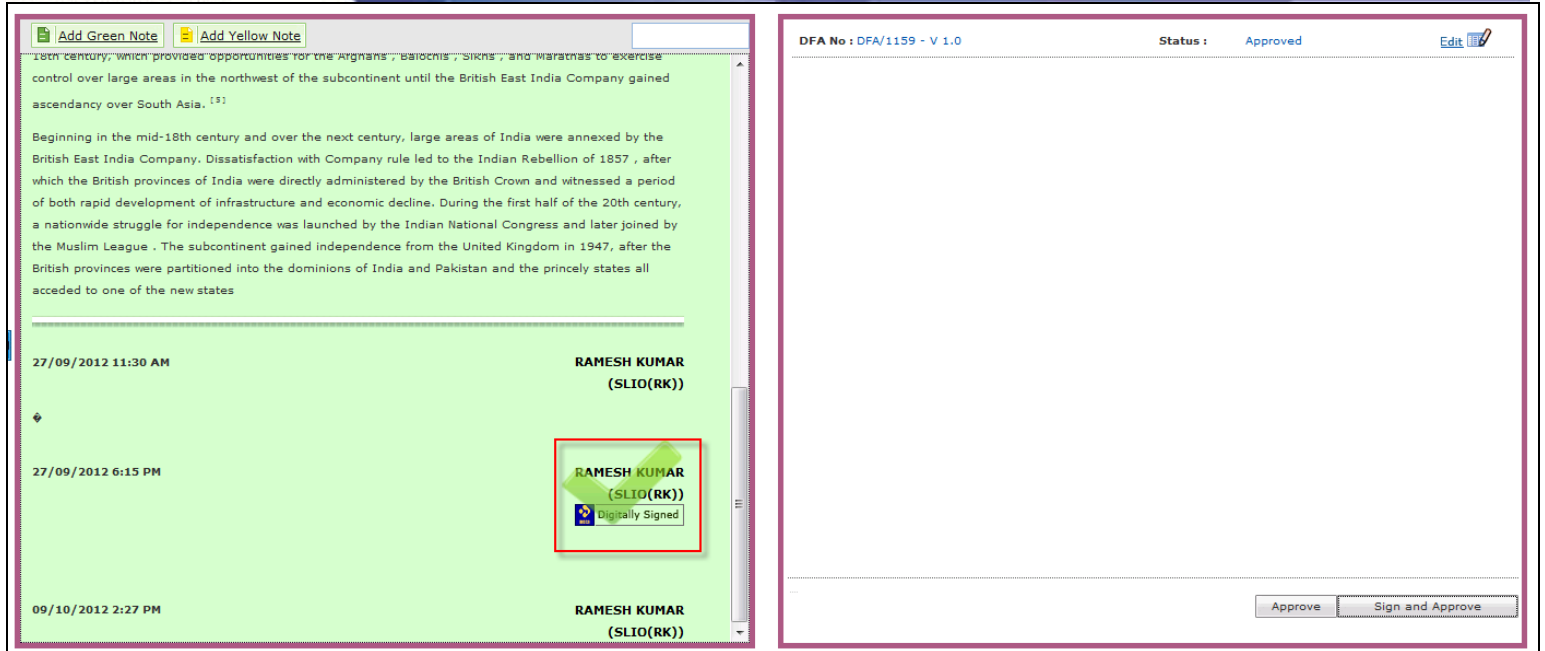 Add Green Note Add Yellow Note
18th century, which provided opportunities for the Afghans , Balochis , Sikhs , and Marathas to exercise
control over large areas in the northwest of the subcontinent until the British East India Company gained
ascendancy over South Asia. [5]
Beginning in the mid-18th century and over the next century, large areas of India were annexed by the
British East India Company. Dissatisfaction with Company rule led to the Indian Rebellion of 1857 , after
which the British provinces of India were directly administered by the British Crown and witnessed a period
of both rapid development of infrastructure and economic decline. During the first half of the 20th century,
a nationwide struggle for independence was launched by the Indian National Congress and later joined by
the Muslim League . The subcontinent gained independence from the United Kingdom in 1947, after the
British provinces were partitioned into the dominions of India and Pakistan and the princely states all
acceded to one of the new states
27/09/2012 11:30 AM RAMESH KUMAR
(SLIO(RK))
�
27/09/2012 6:15 PM RAMESH KUMAR
(SLIO(RK))
Digitally Signed
09/10/2012 2:27 PM RAMESH KUMAR
(SLIO(RK))
DFA No : DFA/1159 - V 1.0 Status : Approved Edit
Approve Sign and Approve